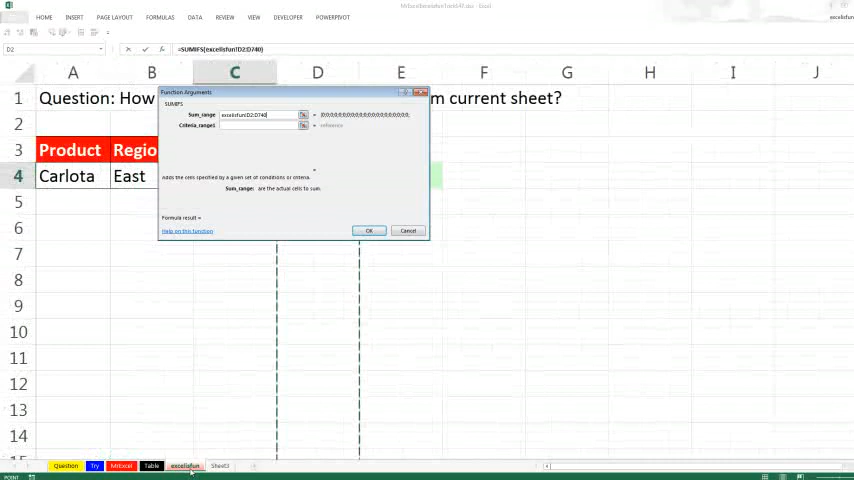 HOME INSERT PAGE LAYOUT FORMULAS DATA REVIEW VIEW DEVELOPER POWERPIVOT
excelisfun
D2 =SUMIFS(excelisfun!D2:D740)
A B C D E F G H I J
1 Question: How m current sheet?
2
3 Product Regio
4 Carlota East
5
6
7
8
9
10
11
12
13
14
15
Function Arguments
SUMIFS
Sum_range excelisfun!D2:D740 =
Criteria_range1 = reference
=
Adds the cells specified by a given set of conditions or criteria.
Sum_range: are the actual cells to sum.
Formula result =
Help on this function OK Cancel
Question Try MrExcel Table excelisfun Sheet3
POINT